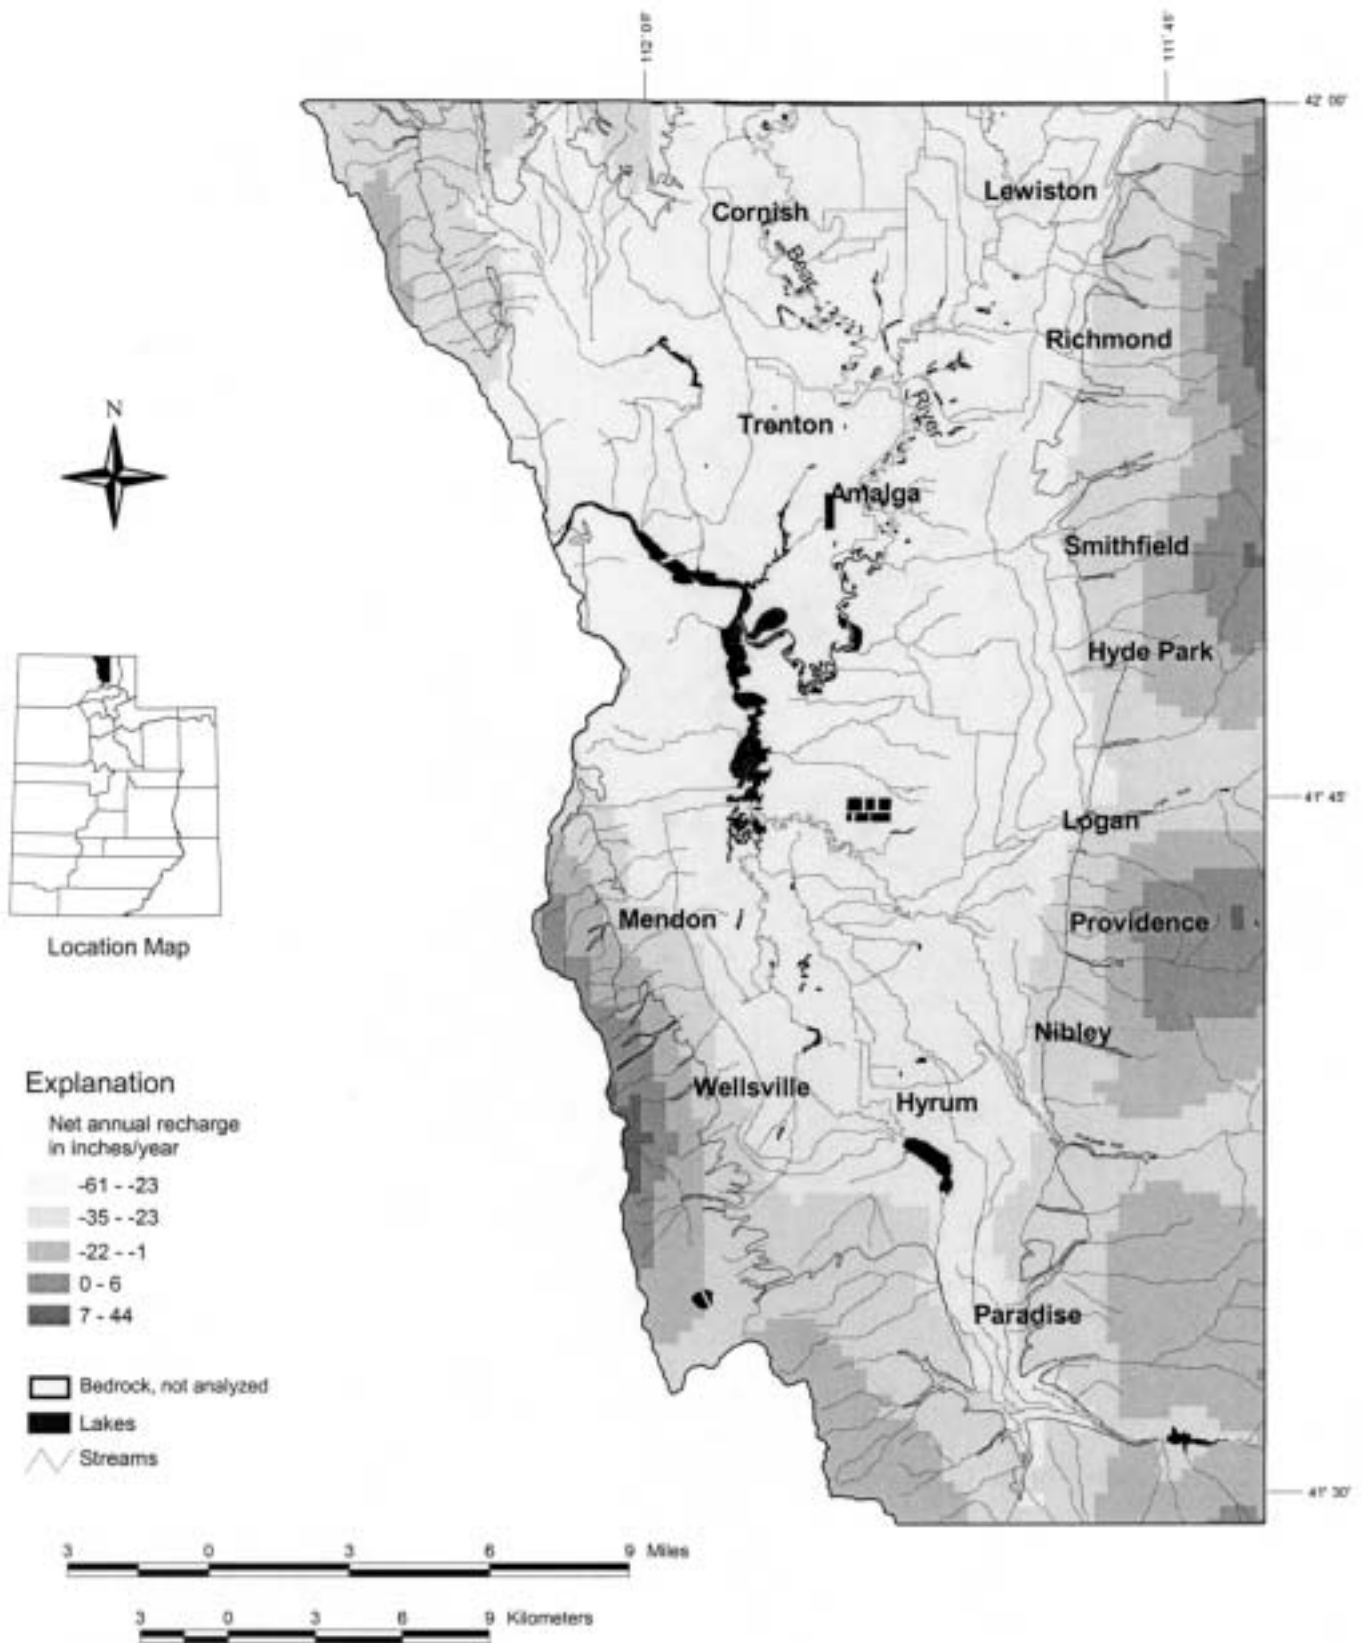 112° 00'
111° 45'
42° 00'
Lewiston
Cornish
Bear
Richmond
N
River
Trenton
Amalga
Smithfield
Hyde Park
41° 45'
Logan
Mendon
Providence
Location Map
Nibley
Explanation
Wellsville
Hyrum
Net annual recharge
in inches/year
-61 - -23
-35 - -23
-22 - -1
0 - 6
7 - 44
Paradise
Bedrock, not analyzed
Lakes
Streams
41° 30'
3 0 3 6 9 Miles
3 0 3 6 9 Kilometers